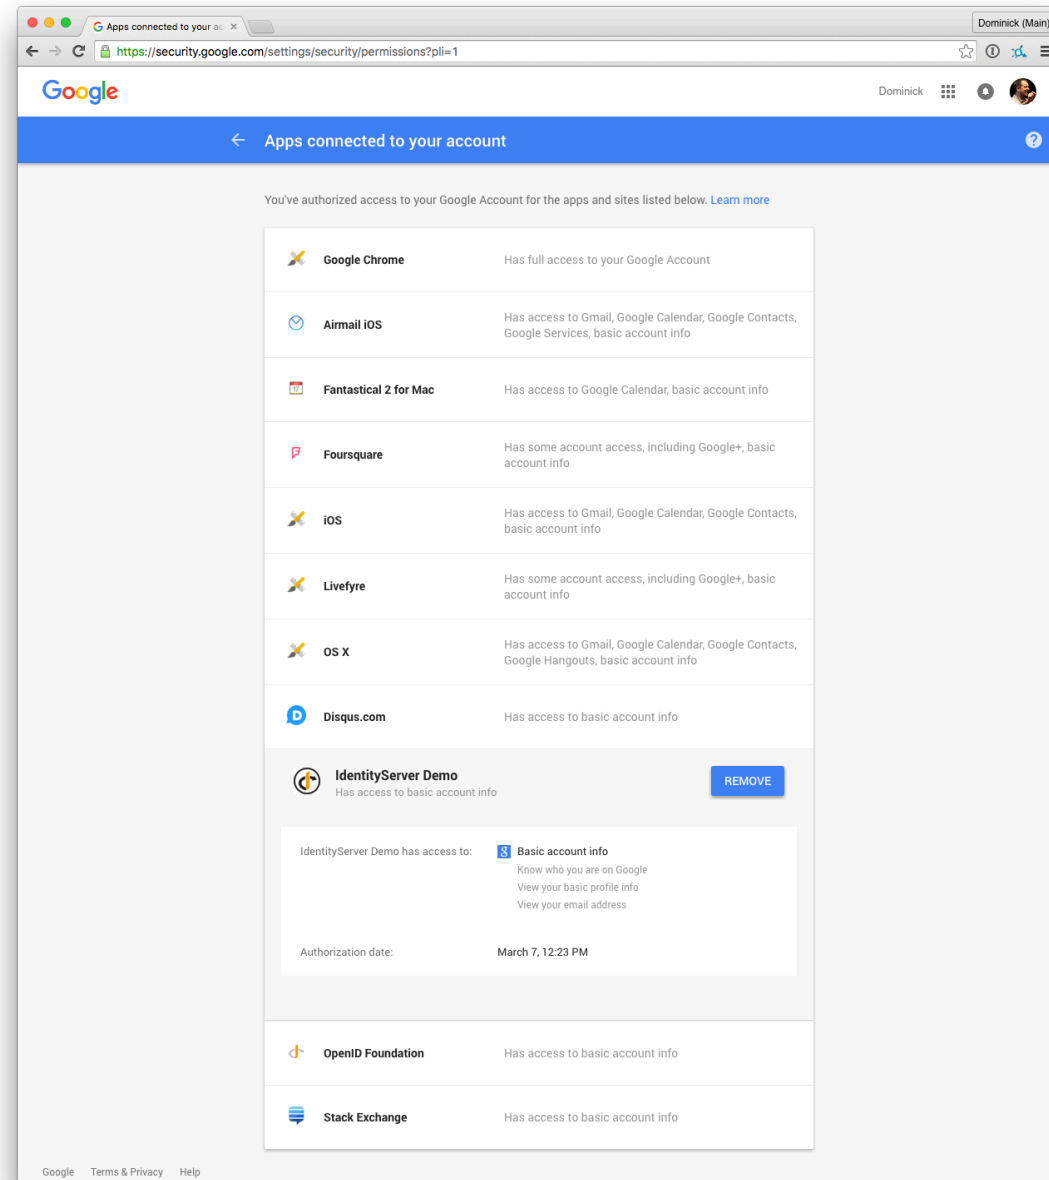 Apps connected to your ac
Dominick (Main)
https://security.google.com/settings/security/permissions?pli=1
Google
Dominick
Apps connected to your account
?
You've authorized access to your Google Account for the apps and sites listed below. Learn more
Google Chrome Has full access to your Google Account
Airmail iOS Has access to Gmail, Google Calendar, Google Contacts,
Google Services, basic account info
17
Fantastical 2 for Mac Has access to Google Calendar, basic account info
Foursquare Has some account access, including Google+, basic
account info
iOS Has access to Gmail, Google Calendar, Google Contacts,
basic account info
Livefyre Has some account access, including Google+, basic
account info
OS X Has access to Gmail, Google Calendar, Google Contacts,
Google Hangouts, basic account info
D Disqus.com Has access to basic account info
IdentityServer Demo
Has access to basic account info
REMOVE
IdentityServer Demo has access to: 8 Basic account info
Know who you are on Google
View your basic profile info
View your email address
Authorization date: March 7, 12:23 PM
OpenID Foundation Has access to basic account info
Stack Exchange Has access to basic account info
Google Terms & Privacy Help